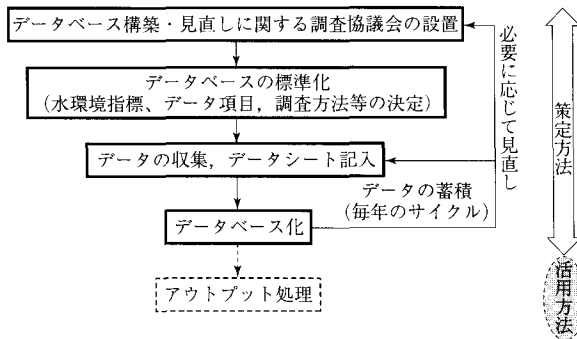 データベース構築・見直しに関する調査協議会の設置
データベースの標準化
(水環境指標、データ項目,調査方法等の決定)
データの収集,データシート記入
データの蓄積
(毎年のサイクル)
データベース化
アウトプット処理
必要に応じて見直し
策定方法
活用方法